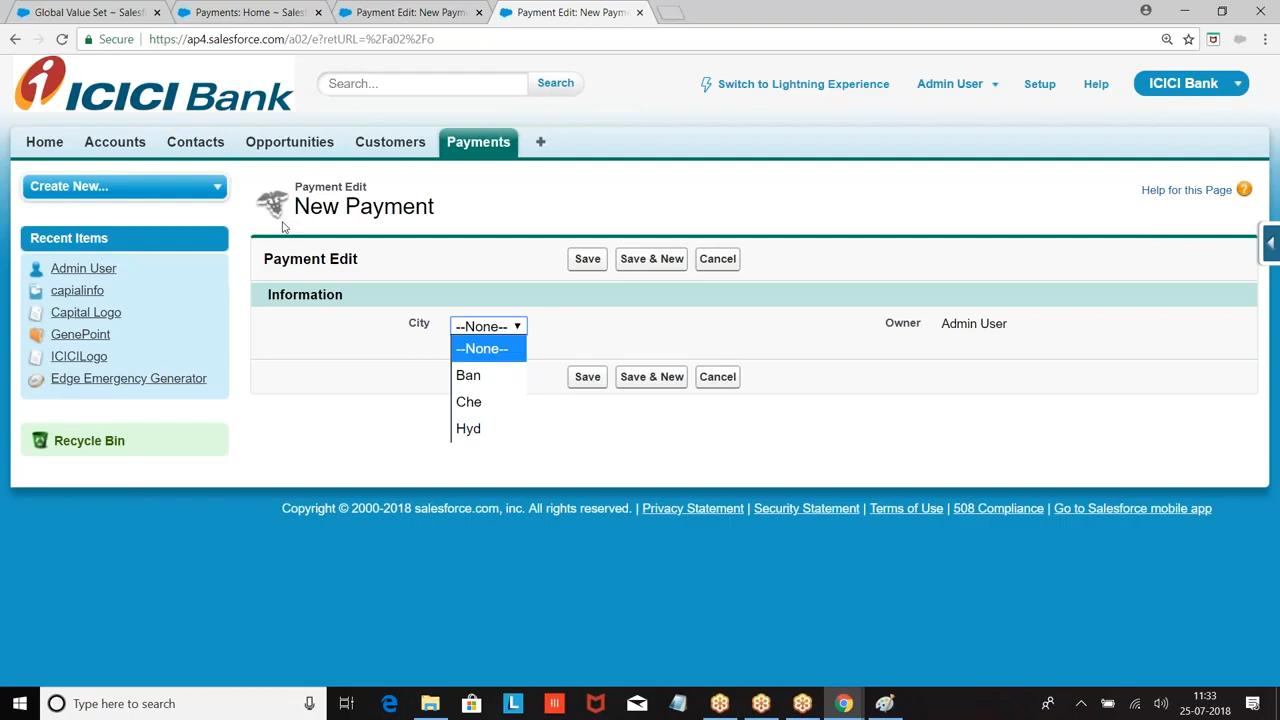 Global Value Set ~ Salesf
Payments: Home ~ Salesf
Payment Edit: New Payme
Payment Edit: New Payme
Secure
https://ap4.salesforce.com/a02/e?retURL=%2Fa02%2Fo
i ICICI Bank
Search...
Search
Switch to Lightning Experience
Admin User
Setup
Help
ICICI Bank
Home
Accounts
Contacts
Opportunities
Customers
Payments
Create New...
Payment Edit
New Payment
Help for this Page ?
Recent Items
Admin User
capialinfo
Capital Logo
GenePoint
ICICILogo
Edge Emergency Generator
Recycle Bin
Payment Edit
Save
Save & New
Cancel
Information
City
--None--
Owner
Admin User
--None--
Ban
Che
Hyd
Save
Save & New
Cancel
Copyright © 2000-2018 salesforce.com, inc. All rights reserved. | Privacy Statement | Security Statement | Terms of Use | 508 Compliance | Go to Salesforce mobile app
Type here to search
L
11:33
25-07-2018